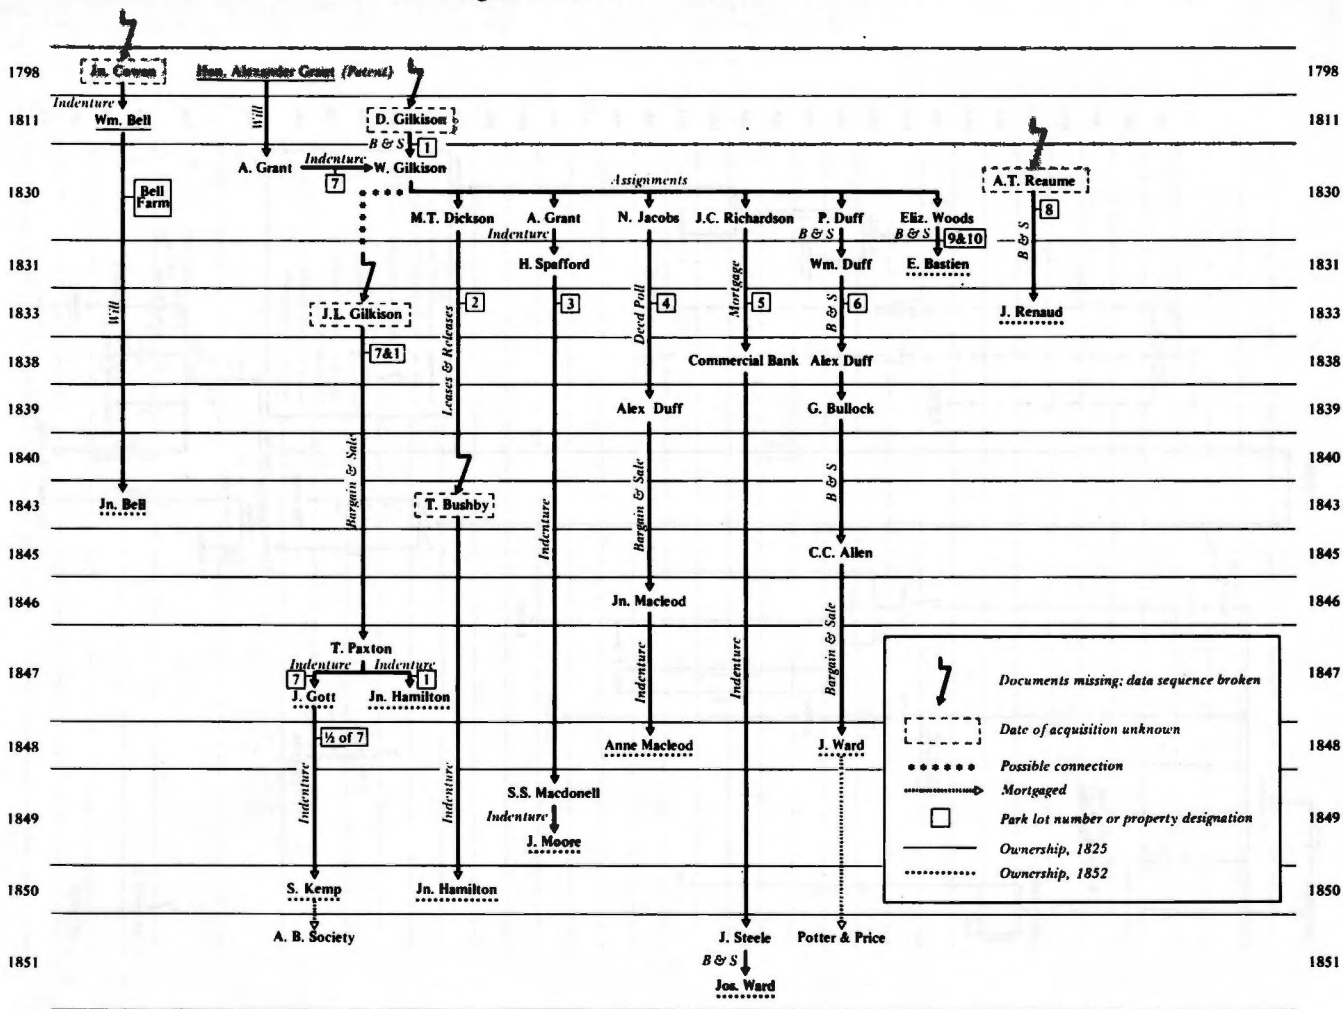 1798 Jn. Cowan Hon. Alexander Grant (Patent) 1798
Indenture
1811 Wm. Bell Will D. Gilkison 1811
B & S 1
A. Grant Indenture W. Gilkison
7
Assignments
A.T. Reaume
1830 Bell Farm 1830
M.T. Dickson A. Grant N. Jacobs J.C. Richardson P. Duff Eliz. Woods 8
Indenture B & S B & S 9&10
B & S
1831 H. Spafford Wm. Duff E. Bastien 1831
Will
Leases & Releases
Deed Poll
Mortgage
B & S
2 3 4 5 6
1833 J.L. Gilkison J. Renaud 1833
7&1
1838 Commercial Bank Alex Duff 1838
1839 Alex Duff G. Bullock 1839
Bargain & Sale
1840 1840
B & S
1843 Jn. Bell T. Bushby 1843
Indenture
Bargain & Sale
1845 C.C. Allen 1845
1846 Jn. Macleod 1846
T. Paxton
Indenture Indenture
1847 7 1 1847
J. Gott Jn. Hamilton
Indenture
Indenture
Bargain & Sale
½ of 7
1848 Anne Macleod J. Ward 1848
Indenture
Indenture
S.S. Macdonell
1849 Indenture 1849
J. Moore
1850 S. Kemp Jn. Hamilton 1850
A. B. Society J. Steele Potter & Price
1851 B & S 1851
Jos. Ward
Documents missing; data sequence broken
Date of acquisition unknown
Possible connection
Mortgaged
Park lot number or property designation
Ownership, 1825
Ownership, 1852